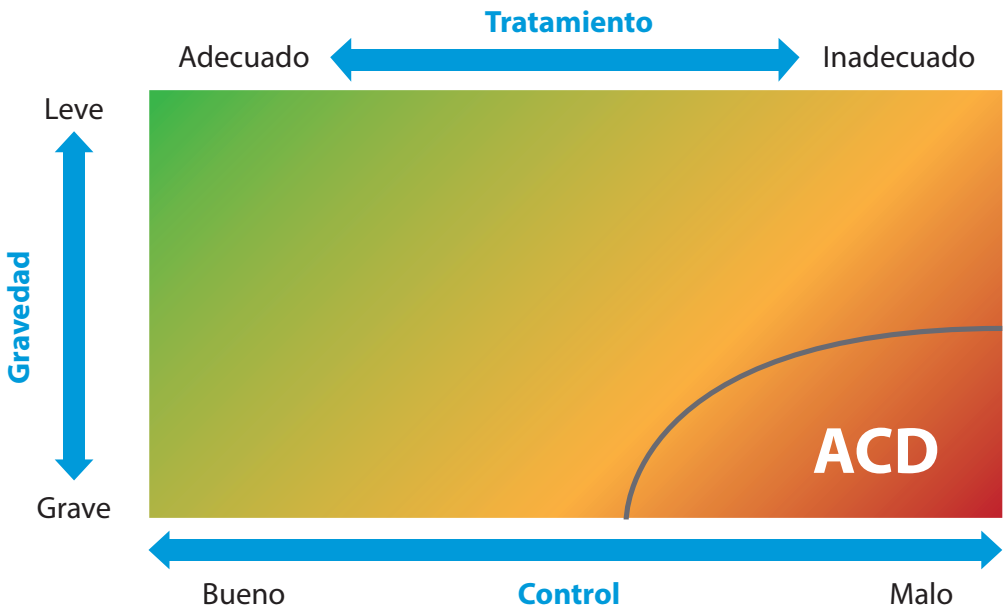 Tratamiento
Adecuado
Inadecuado
Leve
Gravedad
Grave
ACD
Bueno
Control
Malo